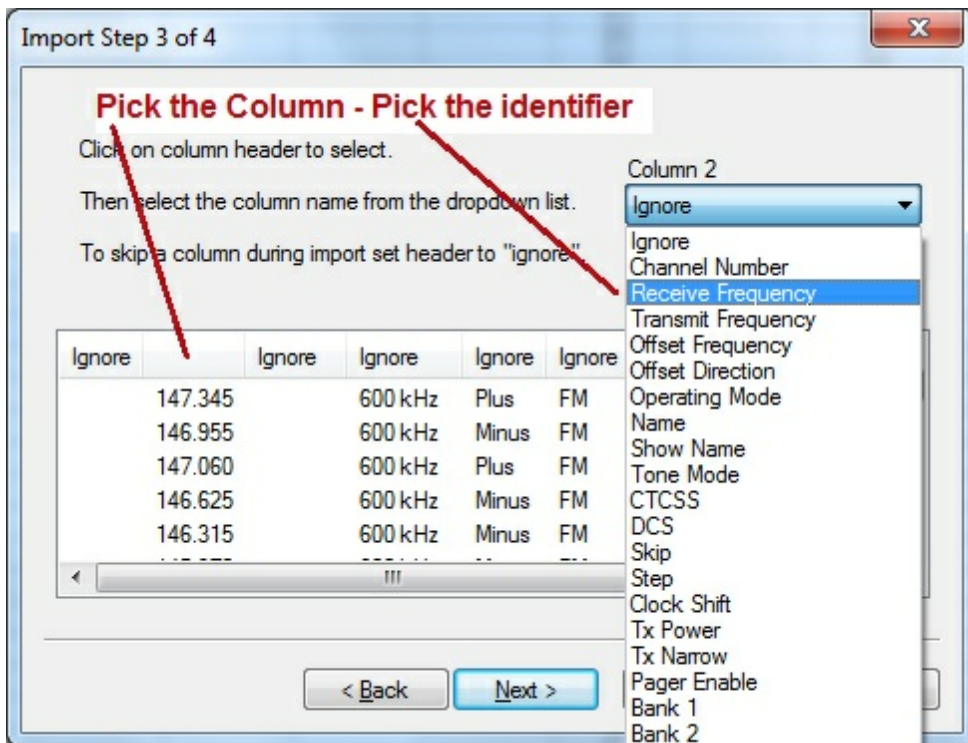 Import Step 3 of 4
Pick the Column - Pick the identifier
Click on column header to select.
Then select the column name from the dropdown list.
To skip a column during import set header to "ignore".
Column 2
Ignore
Ignore
Channel Number
Receive Frequency
Transmit Frequency
Offset Frequency
Offset Direction
Operating Mode
Name
Show Name
Tone Mode
CTCSS
DCS
Skip
Step
Clock Shift
Tx Power
Tx Narrow
Pager Enable
Bank 1
Bank 2
Ignore Ignore Ignore Ignore Ignore
147.345 600 kHz Plus FM
146.955 600 kHz Minus FM
147.060 600 kHz Plus FM
146.625 600 kHz Minus FM
146.315 600 kHz Minus FM
< Back
Next >